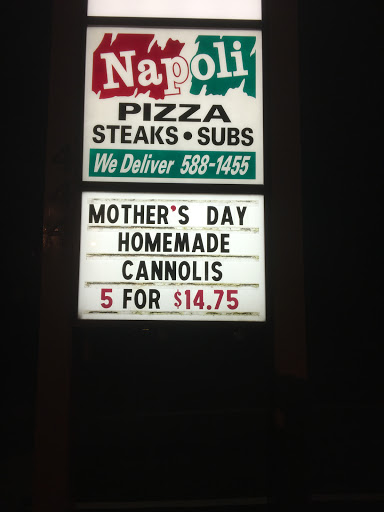 Napoli
PIZZA
STEAKS • SUBS
We Deliver 588-1455
MOTHER'S DAY
HOMEMADE
CANNOLIS
5 FOR $14.75